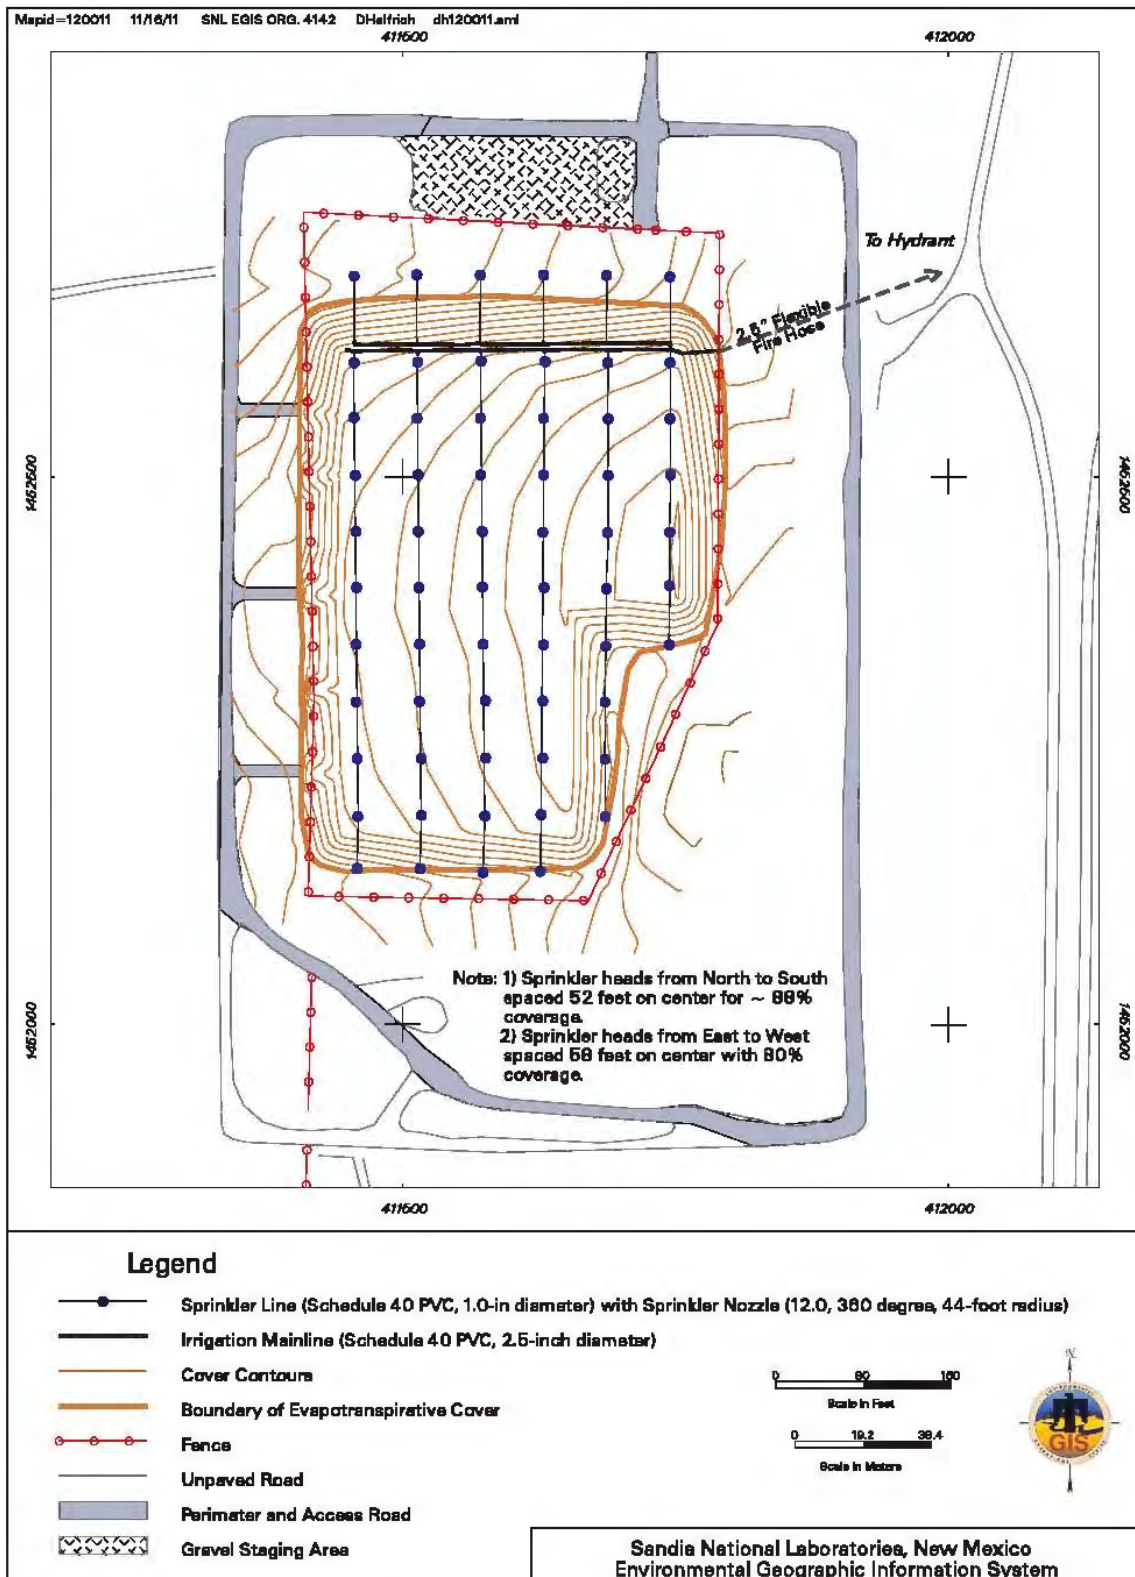 Mapid=120011 11/16/11 SNL EGIS ORG. 4142 DHelfrich dh120011.aml
411500 412000
To Hydrant
2.5" Flexible
Fire Hose
1452500 1452500
Note: 1) Sprinkler heads from North to South
spaced 52 feet on center for ~ 88%
coverage.
2) Sprinkler heads from East to West
spaced 58 feet on center with 80%
coverage.
1452000 1452000
411500 412000
Legend
Sprinkler Line (Schedule 40 PVC, 1.0-in diameter) with Sprinkler Nozzle (12.0, 360 degree, 44-foot radius)
Irrigation Mainline (Schedule 40 PVC, 2.5-inch diameter)
Cover Contours
Boundary of Evapotranspirative Cover
Fence
Unpaved Road
Perimeter and Access Road
Gravel Staging Area
0 80 160
Scale in Feet
0 19.2 38.4
Scale in Meters
N
GIS
Sandia National Laboratories, New Mexico
Environmental Geographic Information System